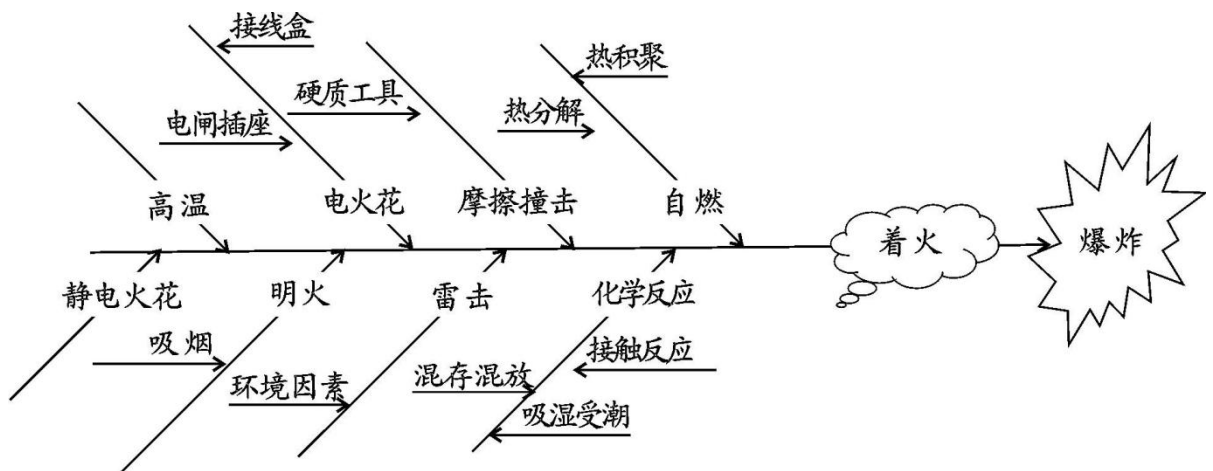 接线盒
硬质工具
热积聚
电闸插座
热分解
高温
电火花
摩擦撞击
自燃
着火
爆炸
静电火花
明火
雷击
化学反应
吸烟
环境因素
混存混放
接触反应
吸湿受潮